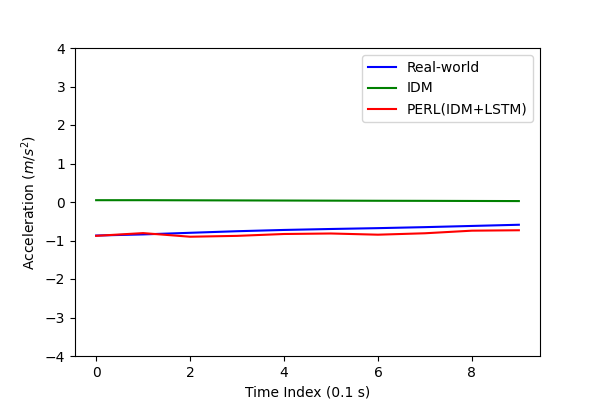 4
3
2
1
0
−1
−2
−3
−4
Acceleration (m/s²)
Real-world
IDM
PERL(IDM+LSTM)
0 2 4 6 8
Time Index (0.1 s)